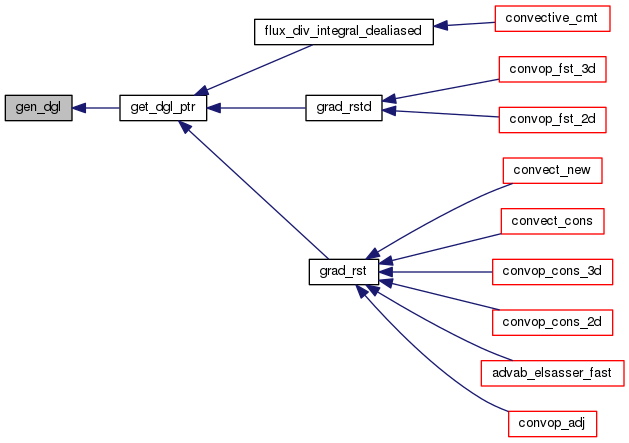 gen_dgl
get_dgl_ptr
flux_div_integral_dealiased
convective_cmt
grad_rstd
convop_fst_3d
convop_fst_2d
grad_rst
convect_new
convect_cons
convop_cons_3d
convop_cons_2d
advab_elsasser_fast
convop_adj